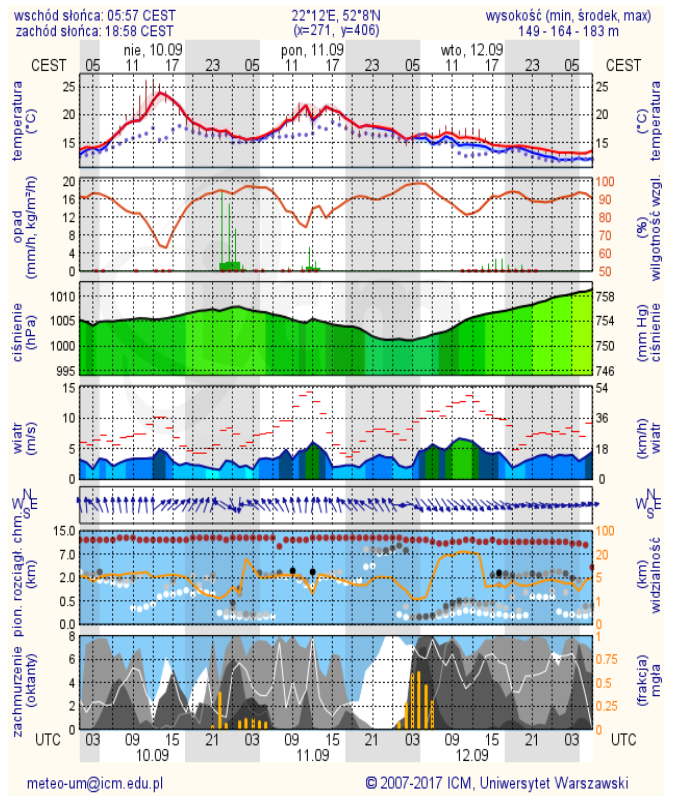 wschód słońca: 05:57 CEST 22°12'E, 52°8'N wysokość (min, środek, max)
zachód słońca: 18:58 CEST (x=271, y=406) 149 - 164 - 183 m
nie, 10.09 pon, 11.09 wto, 12.09
CEST 05 11 17 23 05 11 17 23 05 11 17 23 05 CEST
temperatura
(°C)
25 20 15
25 20 15
(°C)
temperatura
opad
(mm/h, kg/m²/h)
20 16 12 8 4 0
100 90 80 70 60 50
(%)
wilgotność wzgl.
ciśnienie
(hPa)
1010 1005 1000 995
758 754 750 746
(mm Hg)
ciśnienie
wiatr
(m/s)
15 10 5 0
54 36 18 0
(km/h)
wiatr
N W E S
N W E S
pion. rozciągł. chm.
(km)
15.0 7.0 2.0 0.5 0.0
100 20 5 1 0
(km)
widzialność
zachmurzenie
(oktanty)
8 6 4 2 0
1 0.75 0.5 0.25 0
(frakcja)
mgła
UTC 03 09 15 21 03 09 15 21 03 09 15 21 03 UTC
10.09 11.09 12.09
meteo-um@icm.edu.pl © 2007-2017 ICM, Uniwersytet Warszawski